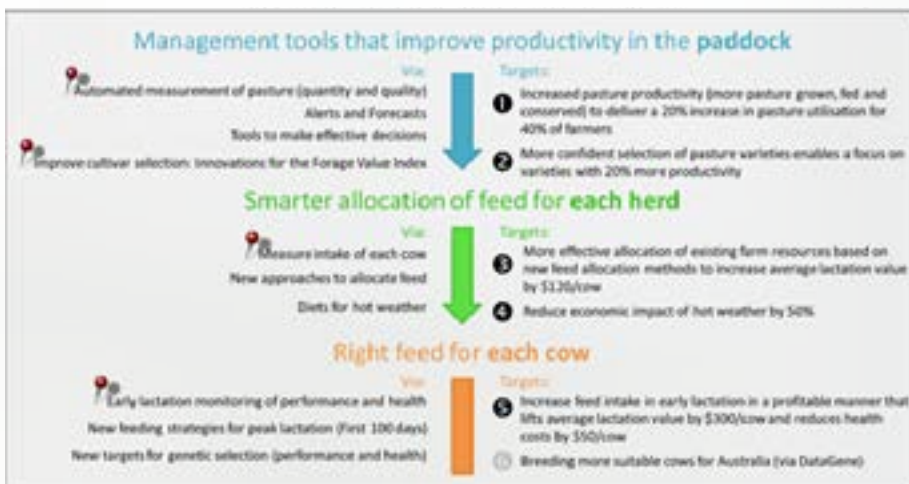 Management tools that improve productivity in the paddock
Via:
Automated measurement of pasture (quantity and quality)
Alerts and Forecasts
Tools to make effective decisions
Improve cultivar selection: Innovations for the Forage Value Index
Targets:
1 Increased pasture productivity (more pasture grown, fed and
conserved) to deliver a 20% increase in pasture utilisation for
40% of farmers
2 More confident selection of pasture varieties enables a focus on
varieties with 20% more productivity
Smarter allocation of feed for each herd
Via:
Measure intake of each cow
New approaches to allocate feed
Diets for hot weather
Targets:
3 More effective allocation of existing farm resources based on
new feed allocation methods to increase average lactation value
by $120/cow
4 Reduce economic impact of hot weather by 50%
Right feed for each cow
Via:
Early lactation monitoring of performance and health
New feeding strategies for peak lactation (First 100 days)
New targets for genetic selection (performance and health)
Targets:
5 Increase feed intake in early lactation in a profitable manner that
lifts average lactation value by $300/cow and reduces health
costs by $50/cow
Breeding more suitable cows for Australia (via DataGene)